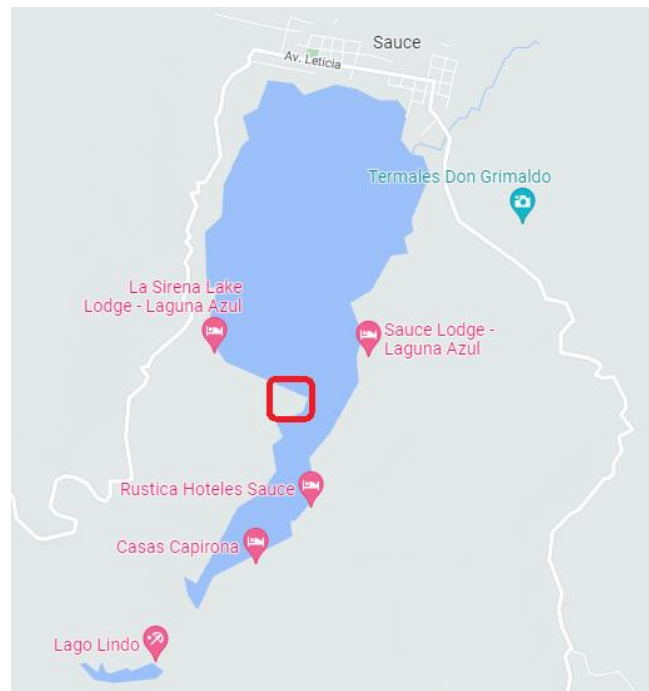 Sauce
Av. Leticia
Termales Don Grimaldo
La Sirena Lake
Lodge - Laguna Azul
Sauce Lodge -
Laguna Azul
Rustica Hoteles Sauce
Casas Capirona
Lago Lindo